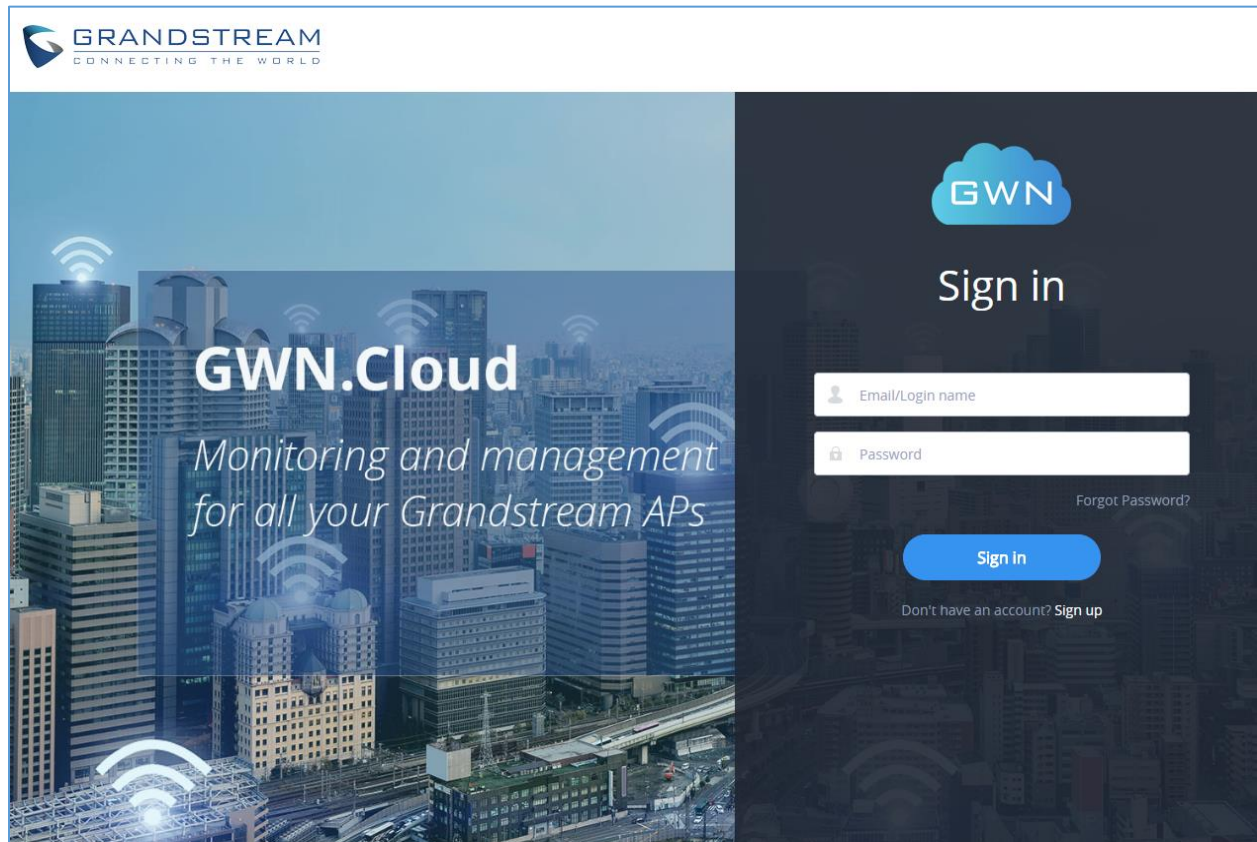 GRANDSTREAM
CONNECTING THE WORLD
GWN
Sign in
GWN.Cloud
Monitoring and management
for all your Grandstream APs
Email/Login name
Password
Forgot Password?
Sign in
Don't have an account? Sign up